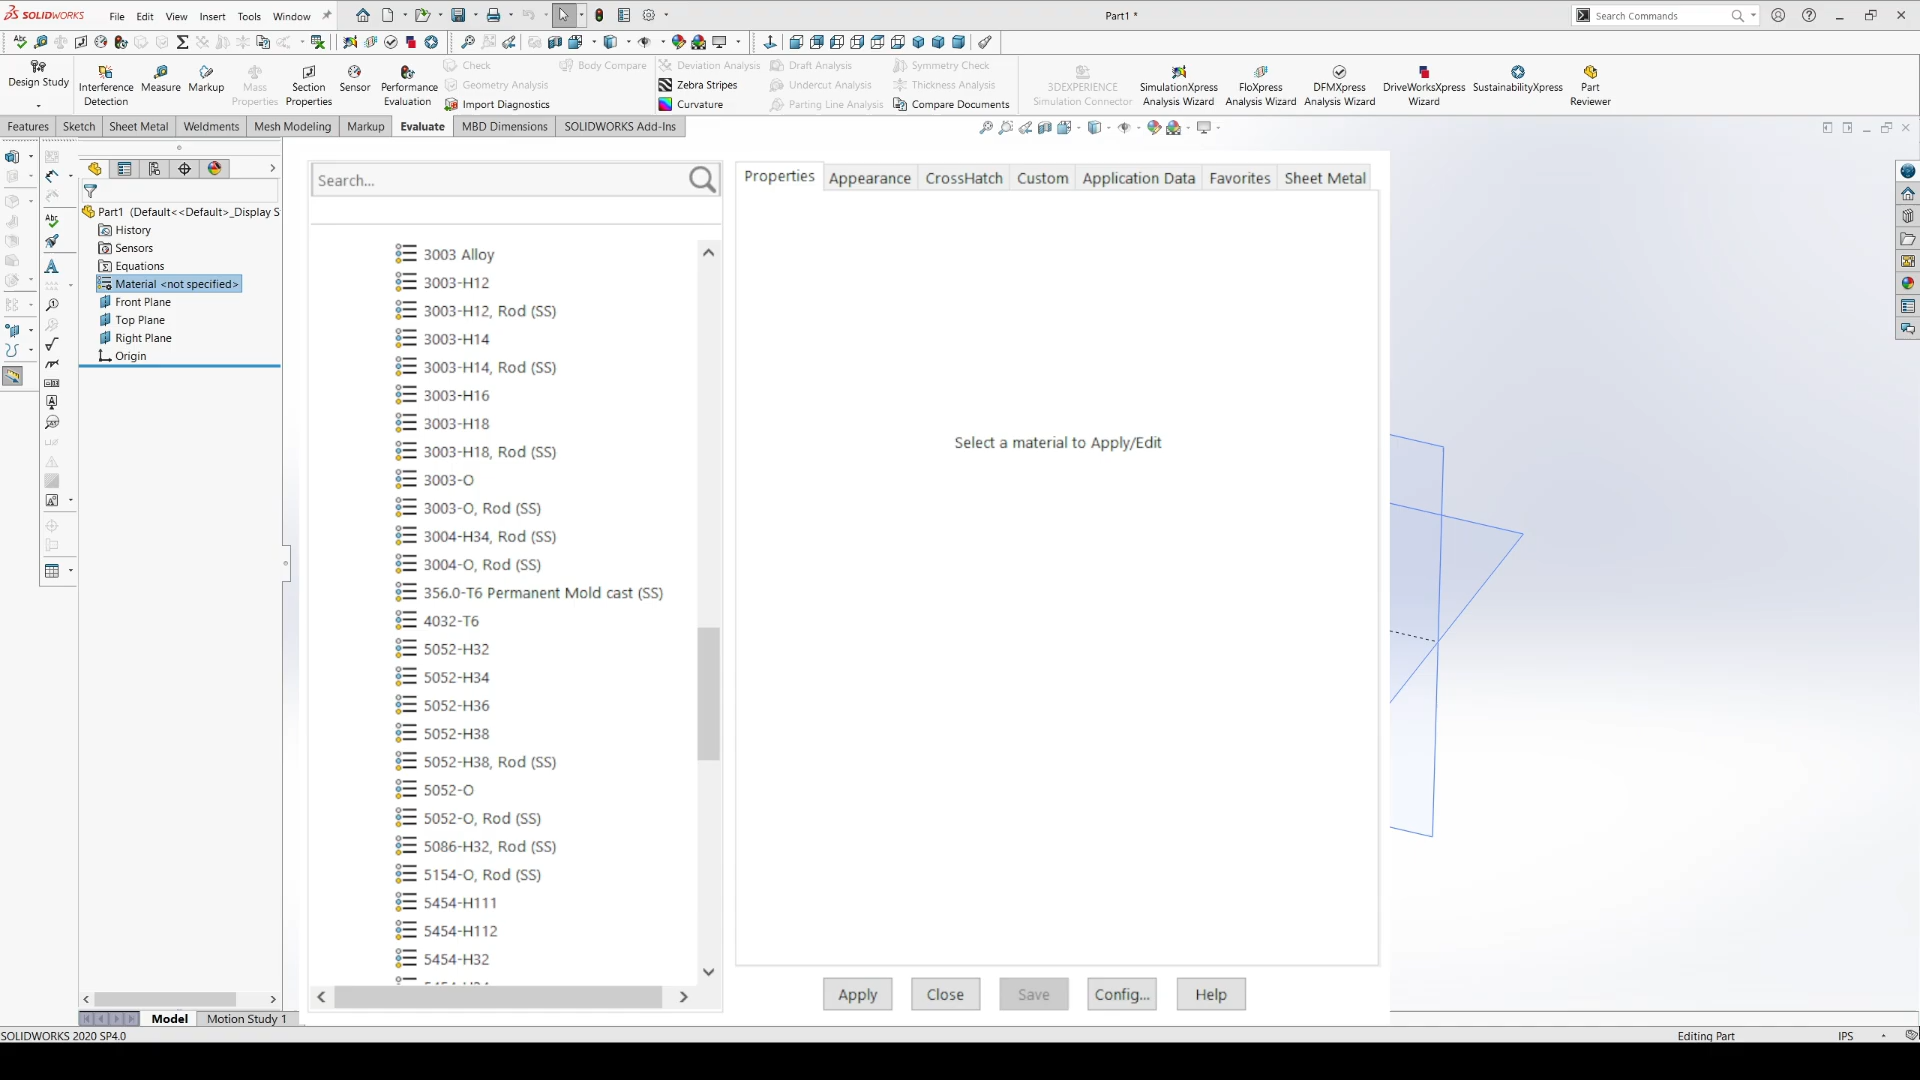 SOLIDWORKS File Edit View Insert Tools Window Part1 * Search Commands
Design Study
Interference Detection
Measure
Markup
Mass Properties
Section Properties
Sensor
Performance Evaluation
Check
Geometry Analysis
Import Diagnostics
Body Compare
Deviation Analysis
Zebra Stripes
Curvature
Draft Analysis
Undercut Analysis
Parting Line Analysis
Symmetry Check
Thickness Analysis
Compare Documents
3DEXPERIENCE Simulation Connector
SimulationXpress Analysis Wizard
FloXpress Analysis Wizard
DFMXpress Analysis Wizard
DriveWorksXpress Wizard
SustainabilityXpress
Part Reviewer
Features Sketch Sheet Metal Weldments Mesh Modeling Markup Evaluate MBD Dimensions SOLIDWORKS Add-Ins
Part1 (Default<<Default>_Display S
History
Sensors
Equations
Material <not specified>
Front Plane
Top Plane
Right Plane
Origin
Search...
3003 Alloy
3003-H12
3003-H12, Rod (SS)
3003-H14
3003-H14, Rod (SS)
3003-H16
3003-H18
3003-H18, Rod (SS)
3003-O
3003-O, Rod (SS)
3004-H34, Rod (SS)
3004-O, Rod (SS)
356.0-T6 Permanent Mold cast (SS)
4032-T6
5052-H32
5052-H34
5052-H36
5052-H38
5052-H38, Rod (SS)
5052-O
5052-O, Rod (SS)
5086-H32, Rod (SS)
5154-O, Rod (SS)
5454-H111
5454-H112
5454-H32
Properties Appearance CrossHatch Custom Application Data Favorites Sheet Metal
Select a material to Apply/Edit
Apply Close Save Config... Help
Model Motion Study 1
SOLIDWORKS 2020 SP4.0 Editing Part IPS